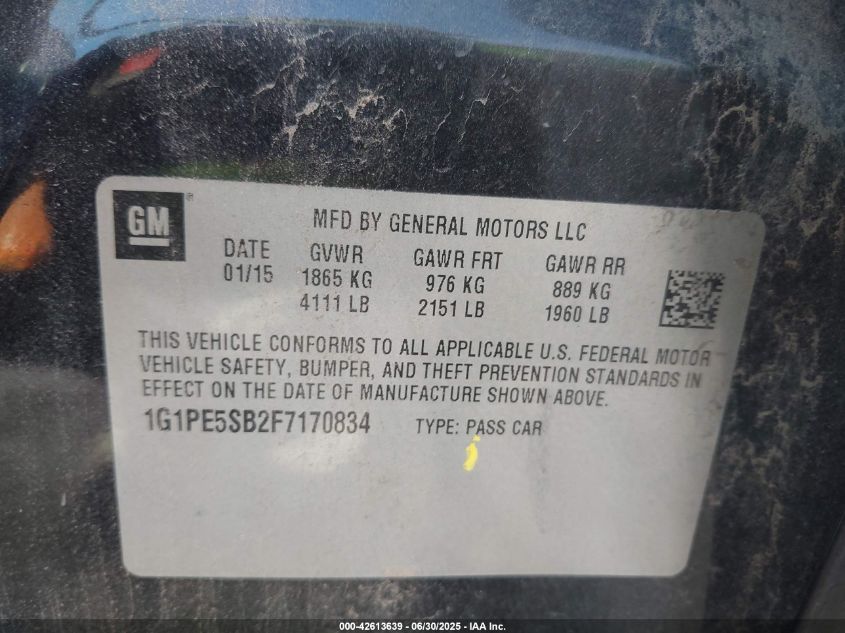 GM ®
MFD BY GENERAL MOTORS LLC
DATE GVWR GAWR FRT GAWR RR
01/15 1865 KG 976 KG 889 KG
4111 LB 2151 LB 1960 LB
THIS VEHICLE CONFORMS TO ALL APPLICABLE U.S. FEDERAL MOTOR
VEHICLE SAFETY, BUMPER, AND THEFT PREVENTION STANDARDS IN
EFFECT ON THE DATE OF MANUFACTURE SHOWN ABOVE.
1G1PE5SB2F7170834 TYPE: PASS CAR
000-42613639 - 06/30/2025 - IAA Inc.